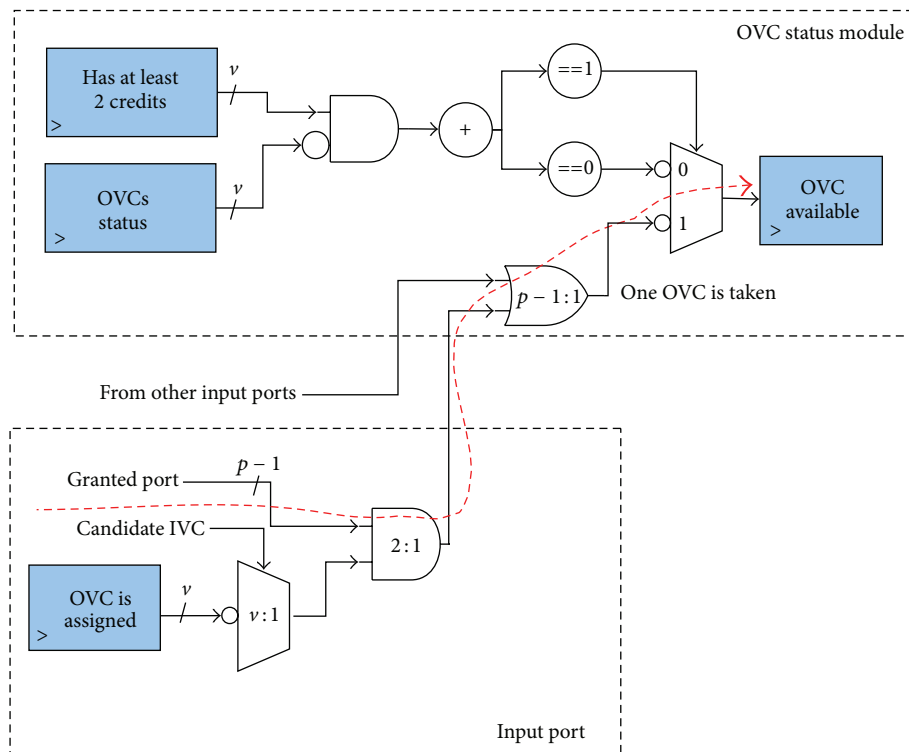 OVC status module
Has at least
2 credits
>
v
OVCs
status
>
v
+
==1
==0
0
1
OVC
available
>
p − 1:1
One OVC is taken
From other input ports
p − 1
Granted port
Candidate IVC
2:1
OVC is
assigned
>
v
v:1
Input port